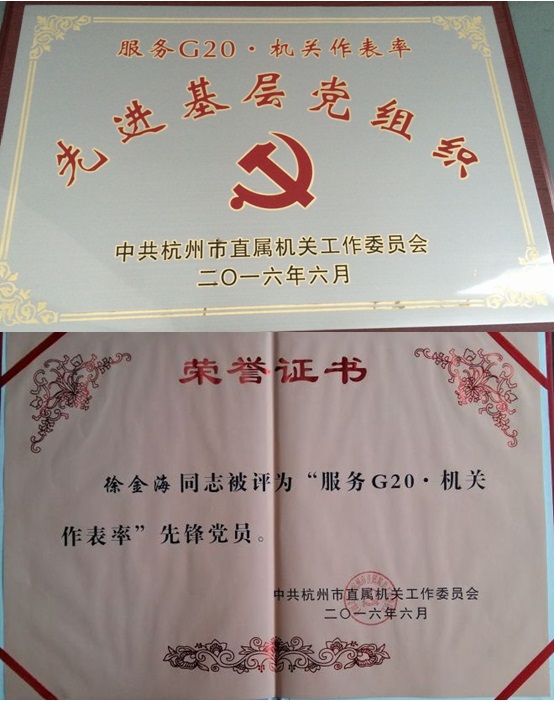 服务G20·机关作表率
先进基层党组织
中共杭州市直属机关工作委员会
二〇一六年六月
荣誉证书
徐金海同志被评为“服务G20·机关
作表率”先锋党员。
中共杭州市直属机关工作委员会
二〇一六年六月